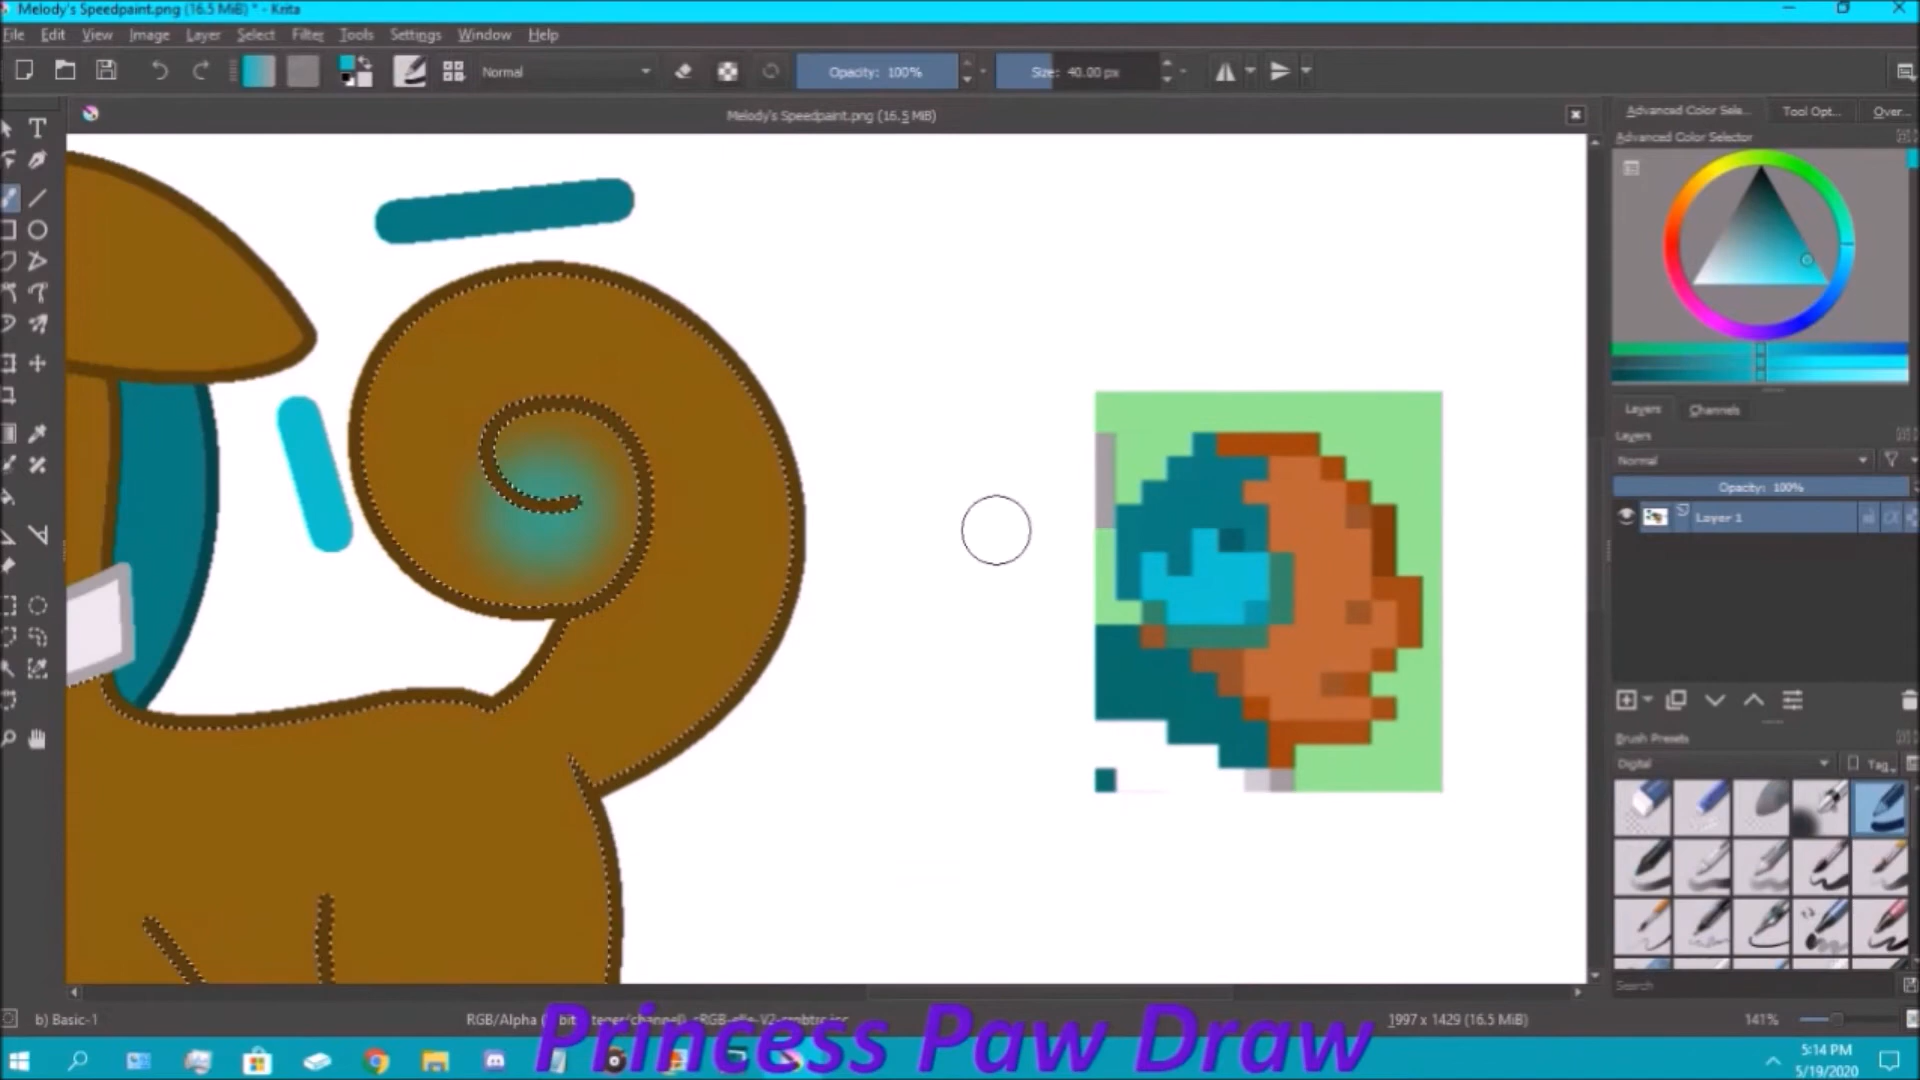 Melody's Speedpaint.png (16.5 MiB) * - Krita
File Edit View Image Layer Select Filter Tools Settings Window Help
Normal Opacity: 100% Size: 40.00 px
Melody's Speedpaint.png (16.5 MiB)
Advanced Color Sele... Tool Opt... Over...
Advanced Color Selector
Layers Channels
Layers
Normal
Opacity: 100%
Layer 1
Brush Presets
Digital Tag
Search
b) Basic-1 RGB/Alpha 1997 x 1429 (16.5 MiB) 141%
Princess Paw Draw
5:14 PM
5/19/2020